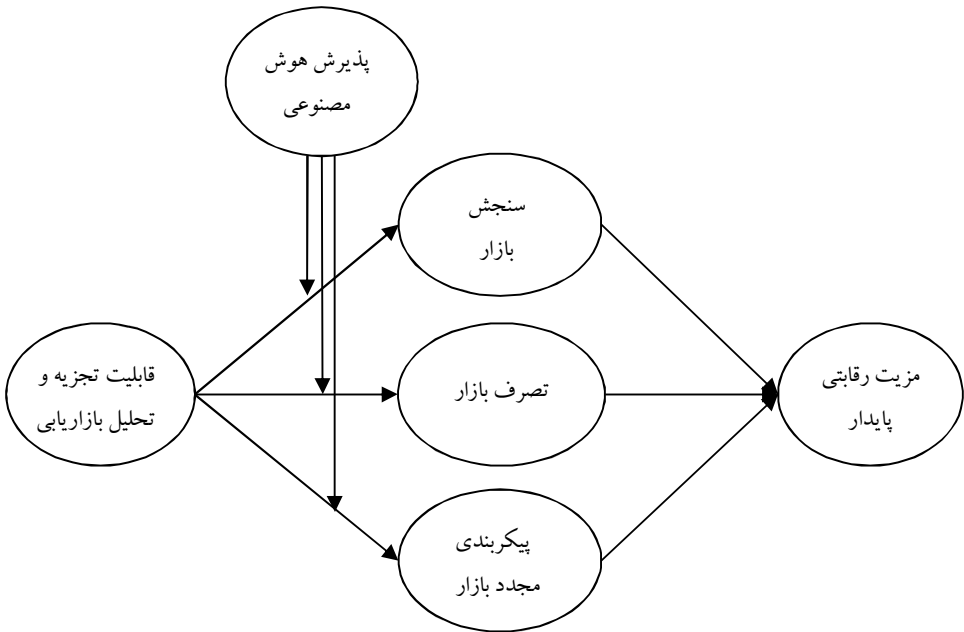 پذیرش هوش
مصنوعی
سنجش
بازار
قابلیت تجزیه و
تحلیل بازاریابی
تصرف بازار
مزیت رقابتی
پایدار
پیکربندی
مجدد بازار